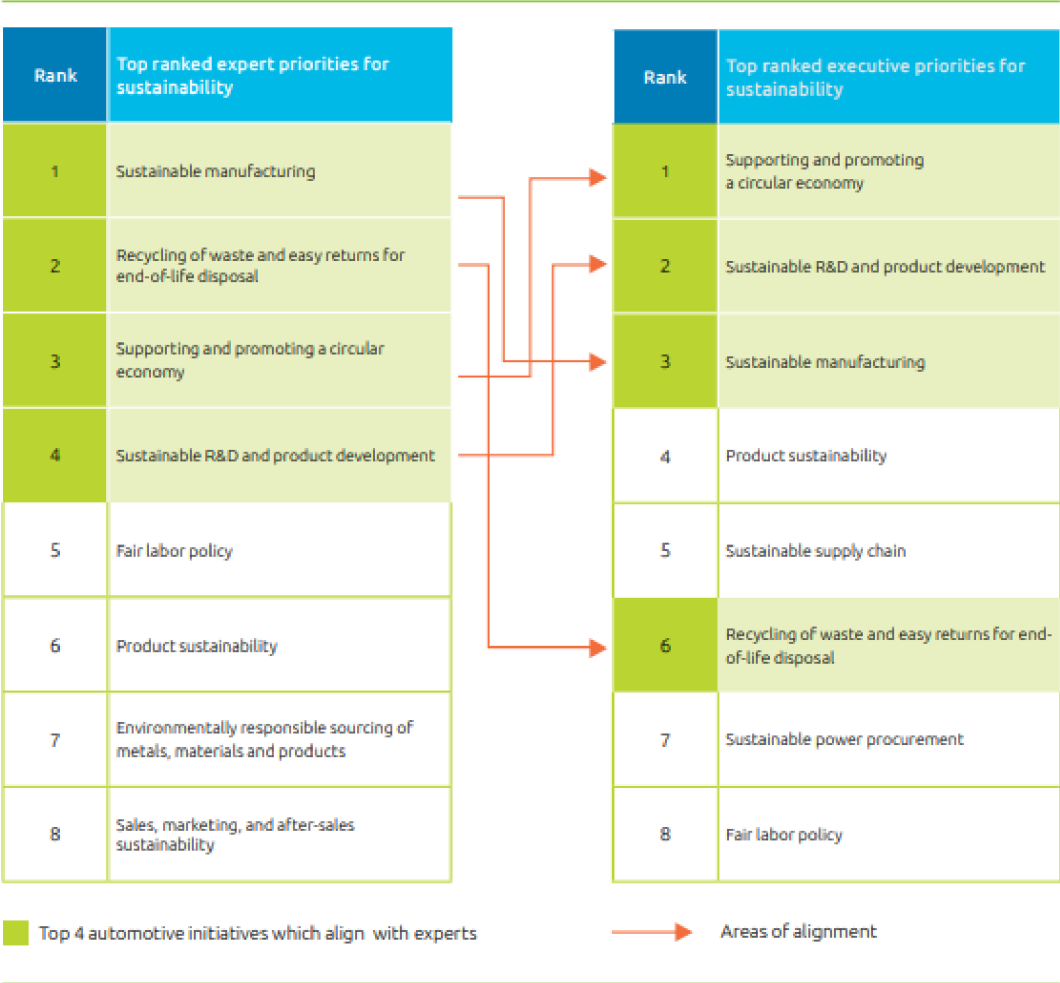 Rank
Top ranked expert priorities for
sustainability
1
Sustainable manufacturing
2
Recycling of waste and easy returns for
end-of-life disposal
3
Supporting and promoting a circular
economy
4
Sustainable R&D and product development
5
Fair labor policy
6
Product sustainability
7
Environmentally responsible sourcing of
metals, materials and products
8
Sales, marketing, and after-sales
sustainability
Rank
Top ranked executive priorities for
sustainability
1
Supporting and promoting
a circular economy
2
Sustainable R&D and product development
3
Sustainable manufacturing
4
Product sustainability
5
Sustainable supply chain
6
Recycling of waste and easy returns for end-
of-life disposal
7
Sustainable power procurement
8
Fair labor policy
Top 4 automotive initiatives which align with experts
Areas of alignment